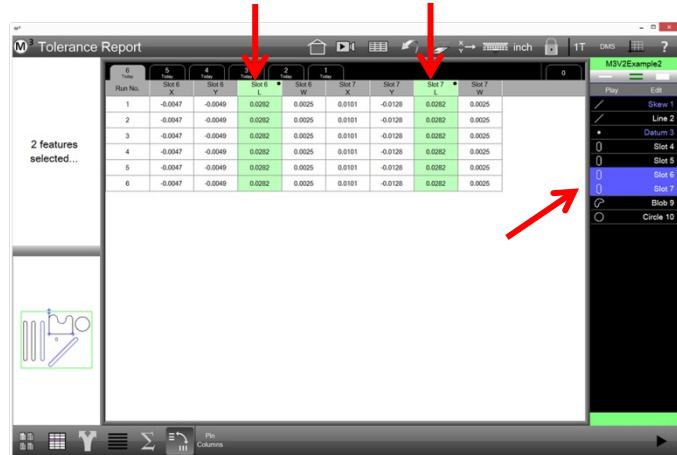 M³
M³ Tolerance Report
inch
1T
DMS
?
M3V2Example2
6 5 4 3 2 1 0
Today Today Today Today Today Today
Run No. Slot 6 X Slot 6 Y Slot 6 L Slot 6 W Slot 7 X Slot 7 Y Slot 7 L Slot 7 W
1 -0.0047 -0.0049 0.0282 0.0025 0.0101 -0.0128 0.0282 0.0025
2 -0.0047 -0.0049 0.0282 0.0025 0.0101 -0.0128 0.0282 0.0025
3 -0.0047 -0.0049 0.0282 0.0025 0.0101 -0.0128 0.0282 0.0025
4 -0.0047 -0.0049 0.0282 0.0025 0.0101 -0.0128 0.0282 0.0025
5 -0.0047 -0.0049 0.0282 0.0025 0.0101 -0.0128 0.0282 0.0025
6 -0.0047 -0.0049 0.0282 0.0025 0.0101 -0.0128 0.0282 0.0025
2 features
selected...
Play Edit
Skew 1
Line 2
Datum 3
Slot 4
Slot 5
Slot 6
Slot 7
Blob 9
Circle 10
Pin
Columns